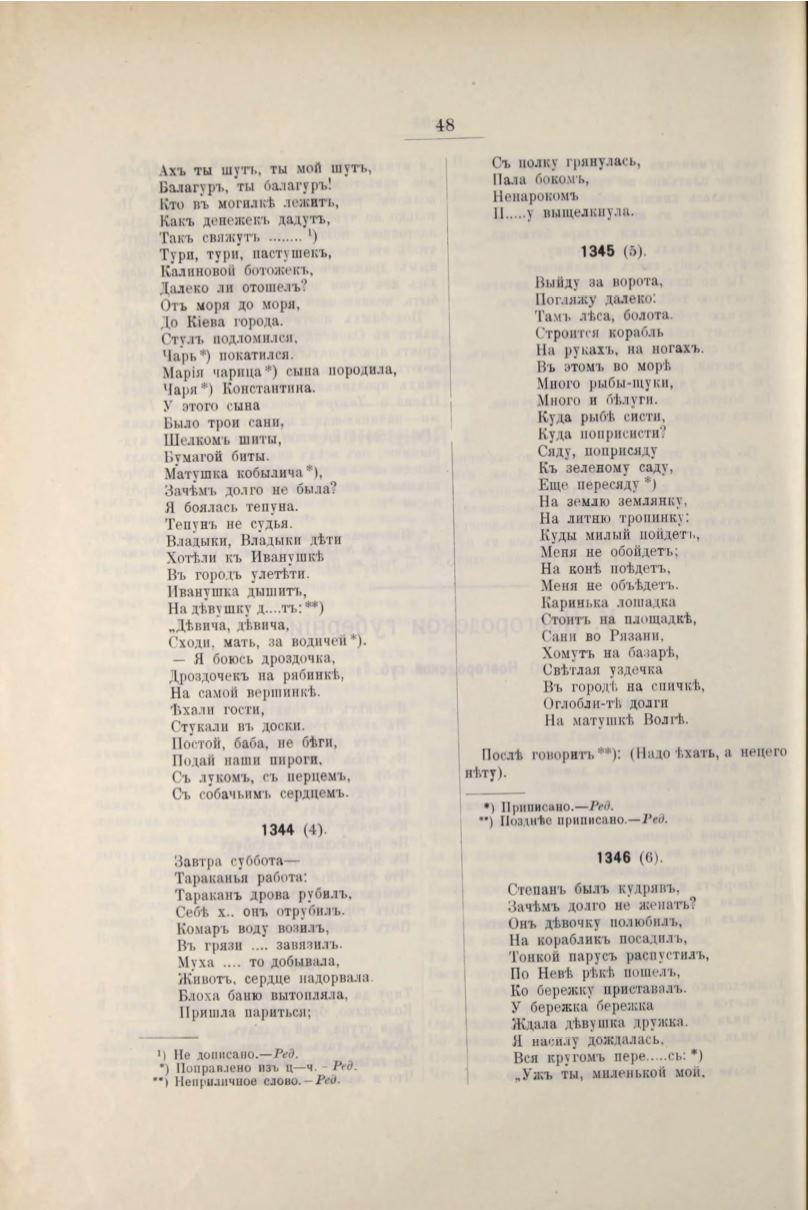 48
Ахъ ты шутъ, ты мой шутъ,
Балагуръ, ты балагуръ!
Кто въ могилкѣ лежитъ,
Какъ денежекъ дадутъ,
Такъ свяжутъ ........ ¹)
Тури, тури, пастушекъ,
Калиновой ботожекъ,
Далеко ли отошелъ?
Отъ моря до моря,
До Кіева города.
Стулъ подломился,
Чарь*) покатился.
Марія чарица*) сына породила,
Чаря*) Константина.
У этого сына
Было трои сани,
Шелкомъ шиты,
Бумагой биты.
Матушка кобылича*),
Зачѣмъ долго не была?
Я боялась тепуна.
Тепунъ не судья.
Владыки, Владыки дѣти
Хотѣли къ Иванушкѣ
Въ городъ улетѣти.
Иванушка дышитъ,
На дѣвушку д....тъ:**)
„Дѣвича, дѣвича,
Сходи, мать, за водичей*).
— Я боюсь дроздочка,
Дроздочекъ на рябинкѣ,
На самой вершинкѣ.
Ѣхали гости,
Стукали въ доски.
Постой, баба, не бѣги,
Подай наши пироги,
Съ лукомъ, съ перцемъ,
Съ собачьимъ сердцемъ.
1344 (4).
Завтра суббота—
Тараканья работа:
Тараканъ дрова рубилъ,
Себѣ х.. онъ отрубилъ.
Комаръ воду возилъ,
Въ грязи .... завязилъ.
Муха .... то добывала,
Животъ, сердце надорвала.
Блоха баню вытопляла,
Пришла париться;
¹) Не дописано.—Ред.
*) Поправлено изъ ц—ч. – Ред.
**) Неприличное слово.—Ред.
Съ полку грянулась,
Пала бокомъ,
Ненарокомъ
П.....у выщелкнула.
1345 (5).
Выйду за ворота,
Погляжу далеко:
Тамъ лѣса, болота.
Строится корабль
На рукахъ, на ногахъ.
Въ этомъ во морѣ
Много рыбы-щуки,
Много и бѣлуги.
Куда рыбѣ систи,
Куда поприсисти?
Сяду, поприсяду
Къ зеленому саду,
Еще пересяду *)
На землю землянку,
На литню тропинку:
Куды милый пойдетъ,
Меня не обойдетъ;
На конѣ поѣдетъ,
Меня не объѣдетъ.
Каринька лошадка
Стоитъ на площадкѣ,
Сани во Рязани,
Хомутъ на базарѣ,
Свѣтлая уздечка
Въ городѣ на спичкѣ,
Оглобли-тѣ долги
На матушкѣ Волгѣ.
Послѣ говоритъ**): (Надо ѣхать, а нецего
нѣту).
*) Приписано.—Ред.
**) Позднѣе приписано.—Ред.
1346 (6).
Степанъ былъ кудрявъ,
Зачѣмъ долго не женатъ?
Онъ дѣвочку полюбилъ,
На корабликъ посадилъ,
Тонкой парусъ распустилъ,
По Невѣ рѣкѣ пошелъ,
Ко бережку приставалъ.
У бережка бережка
Ждала дѣвушка дружка.
Я насилу дождалась,
Вся кругомъ пере.....сь: *)
„Ужъ ты, миленькой мой,